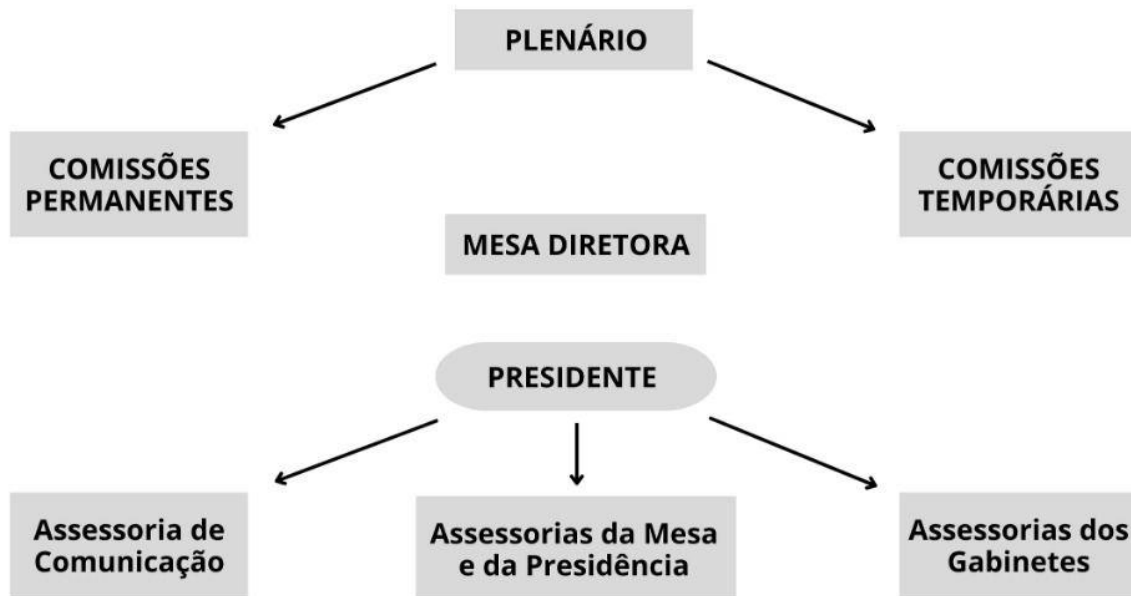 PLENÁRIO
COMISSÕES
PERMANENTES
COMISSÕES
TEMPORÁRIAS
MESA DIRETORA
PRESIDENTE
Assessoria de
Comunicação
Assessorias da Mesa
e da Presidência
Assessorias dos
Gabinetes